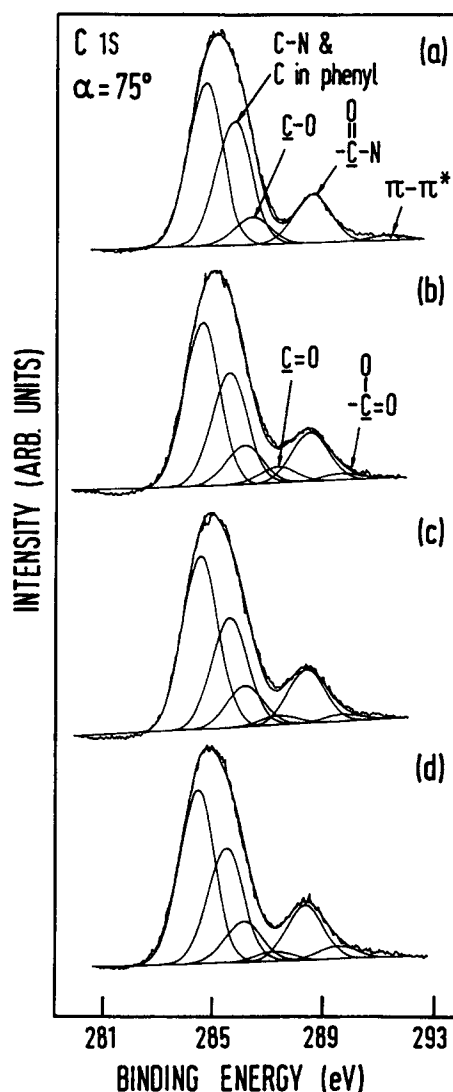 C 1S
α = 75°
C-N &
C in phenyl
(a)
C-O
O
-C-N
π-π*
(b)
C=O
O
-C=O
(c)
(d)
INTENSITY (ARB. UNITS)
281 285 289 293
BINDING ENERGY (eV)